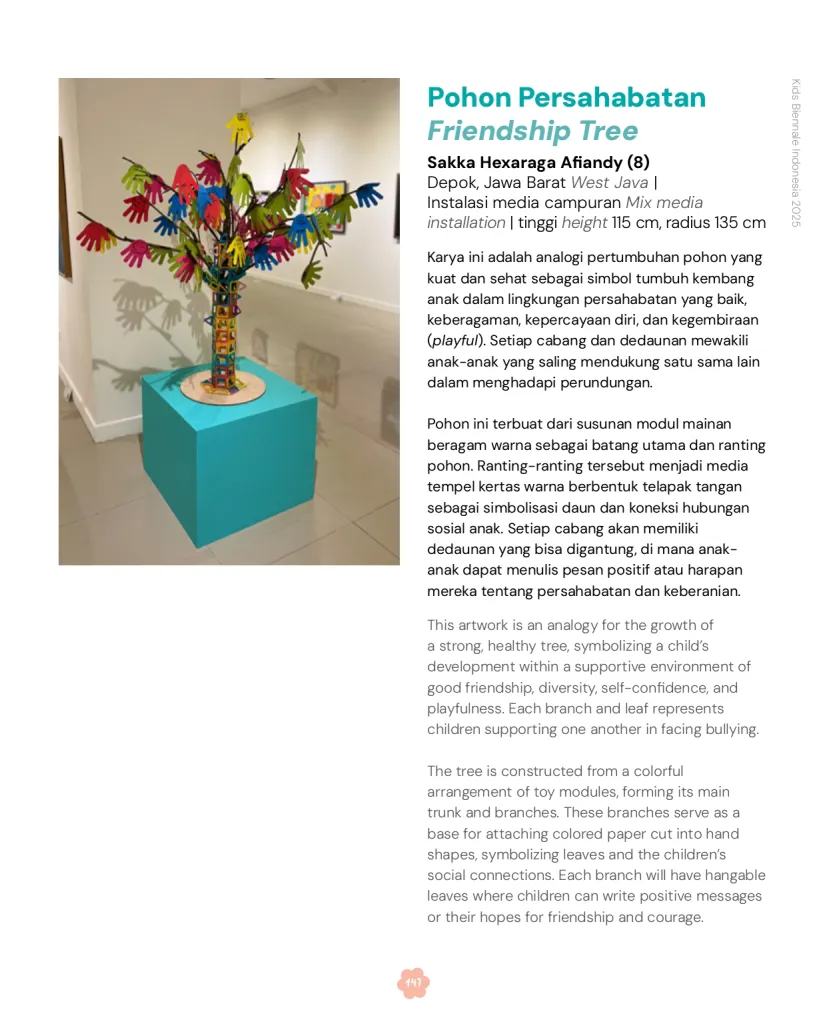 Pohon Persahabatan
Friendship Tree
Sakka Hexaraga Afiandy (8)
Depok, Jawa Barat West Java |
Instalasi media campuran Mix media
installation | tinggi height 115 cm, radius 135 cm
Karya ini adalah analogi pertumbuhan pohon yang
kuat dan sehat sebagai simbol tumbuh kembang
anak dalam lingkungan persahabatan yang baik,
keberagaman, kepercayaan diri, dan kegembiraan
(playful). Setiap cabang dan dedaunan mewakili
anak-anak yang saling mendukung satu sama lain
dalam menghadapi perundungan.
Pohon ini terbuat dari susunan modul mainan
beragam warna sebagai batang utama dan ranting
pohon. Ranting-ranting tersebut menjadi media
tempel kertas warna berbentuk telapak tangan
sebagai simbolisasi daun dan koneksi hubungan
sosial anak. Setiap cabang akan memiliki
dedaunan yang bisa digantung, di mana anak-
anak dapat menulis pesan positif atau harapan
mereka tentang persahabatan dan keberanian.
This artwork is an analogy for the growth of
a strong, healthy tree, symbolizing a child's
development within a supportive environment of
good friendship, diversity, self-confidence, and
playfulness. Each branch and leaf represents
children supporting one another in facing bullying.
The tree is constructed from a colorful
arrangement of toy modules, forming its main
trunk and branches. These branches serve as a
base for attaching colored paper cut into hand
shapes, symbolizing leaves and the children's
social connections. Each branch will have hangable
leaves where children can write positive messages
or their hopes for friendship and courage.
Kids Biennale Indonesia 2025
147